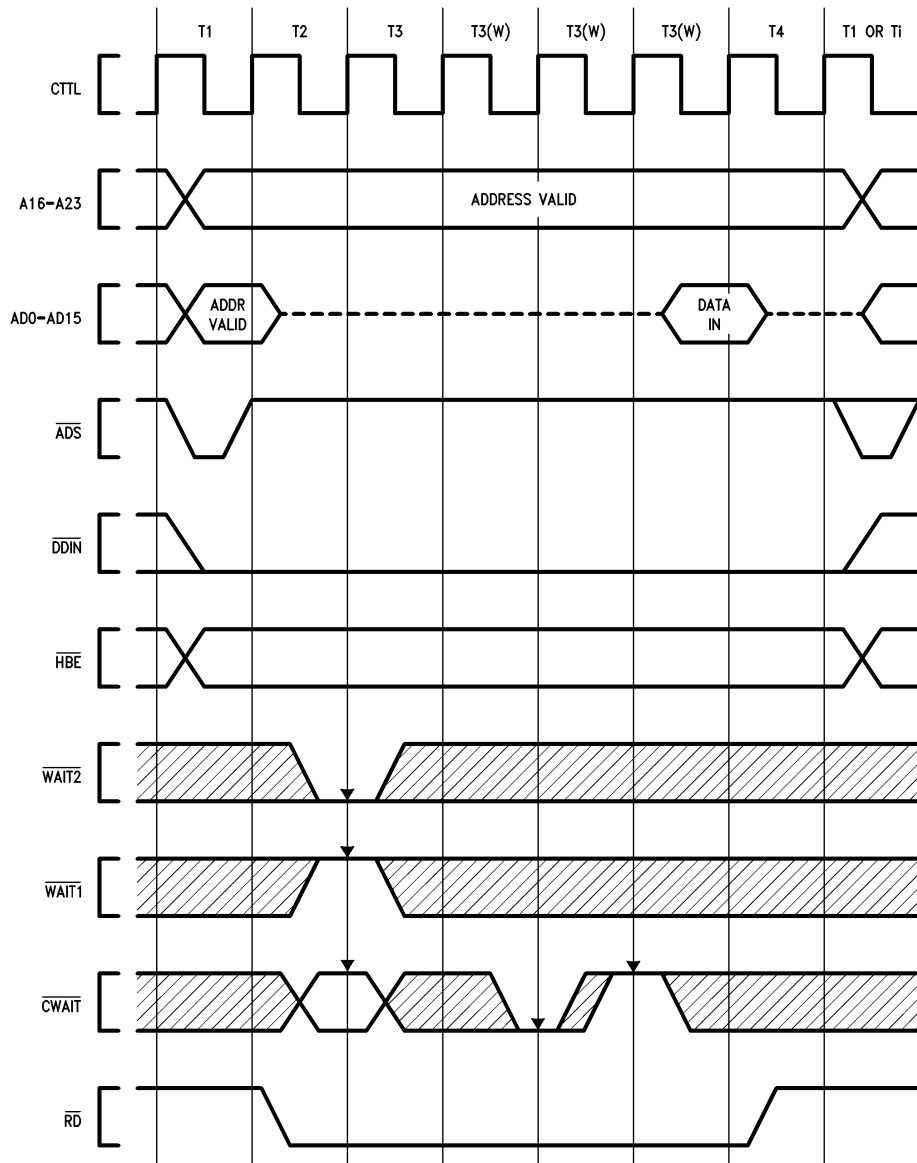 T1 T2 T3 T3(W) T3(W) T3(W) T4 T1 OR Ti
CTTL
A16-A23 ADDRESS VALID
AD0-AD15 ADDR VALID DATA IN
ADS
DDIN
HBE
WAIT2
WAIT1
CWAIT
RD